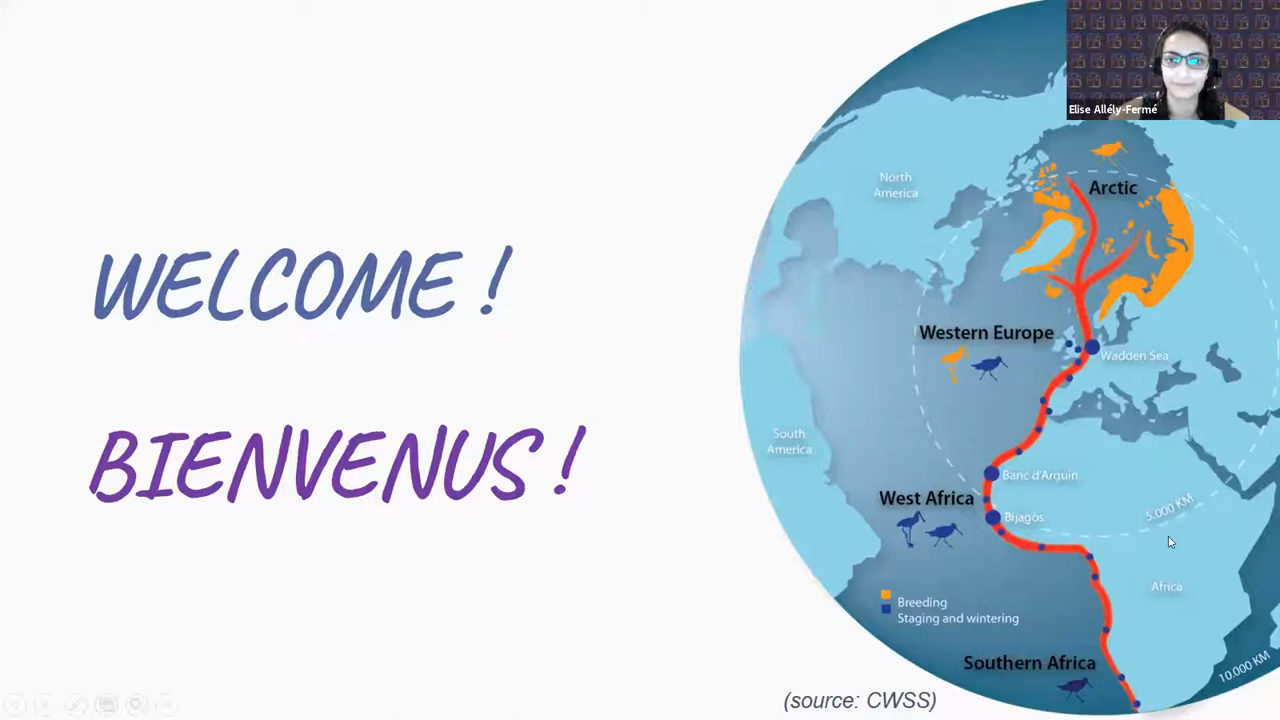 WELCOME !
BIENVENUS !
Elise Allély-Fermé
North
America
Arctic
Western Europe
Wadden Sea
South
America
Banc d'Arguin
West Africa
Bijagós
5.000 KM
Africa
Breeding
Staging and wintering
Southern Africa
10.000 KM
(source: CWSS)